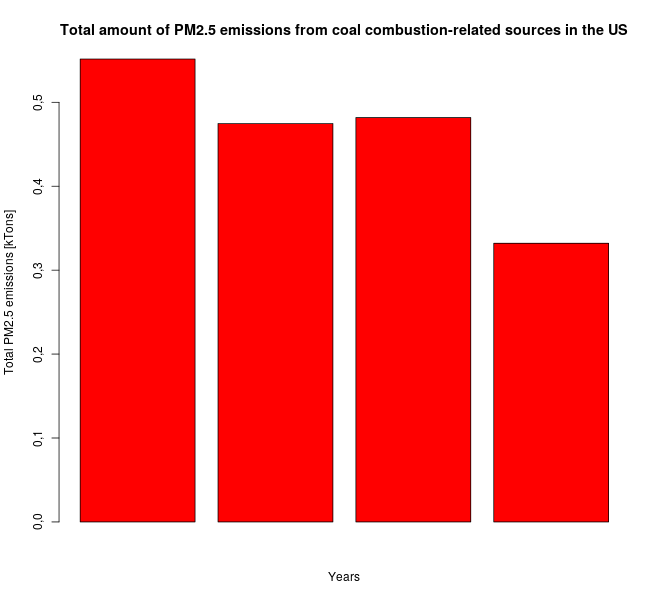 Total amount of PM2.5 emissions from coal combustion-related sources in the US
Total PM2.5 emissions [kTons]
0,5
0,4
0,3
0,2
0,1
0,0
Years